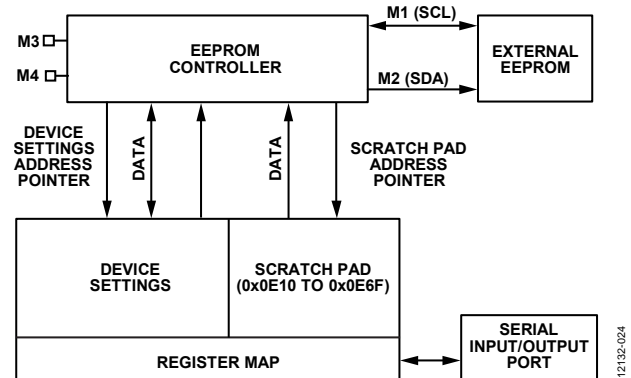 M3
M4
EEPROM
CONTROLLER
M1 (SCL)
M2 (SDA)
EXTERNAL
EEPROM
DEVICE
SETTINGS
ADDRESS
POINTER
DATA
DATA
SCRATCH PAD
ADDRESS
POINTER
DEVICE
SETTINGS
SCRATCH PAD
(0x0E10 TO 0x0E6F)
REGISTER MAP
SERIAL
INPUT/OUTPUT
PORT
12132-024